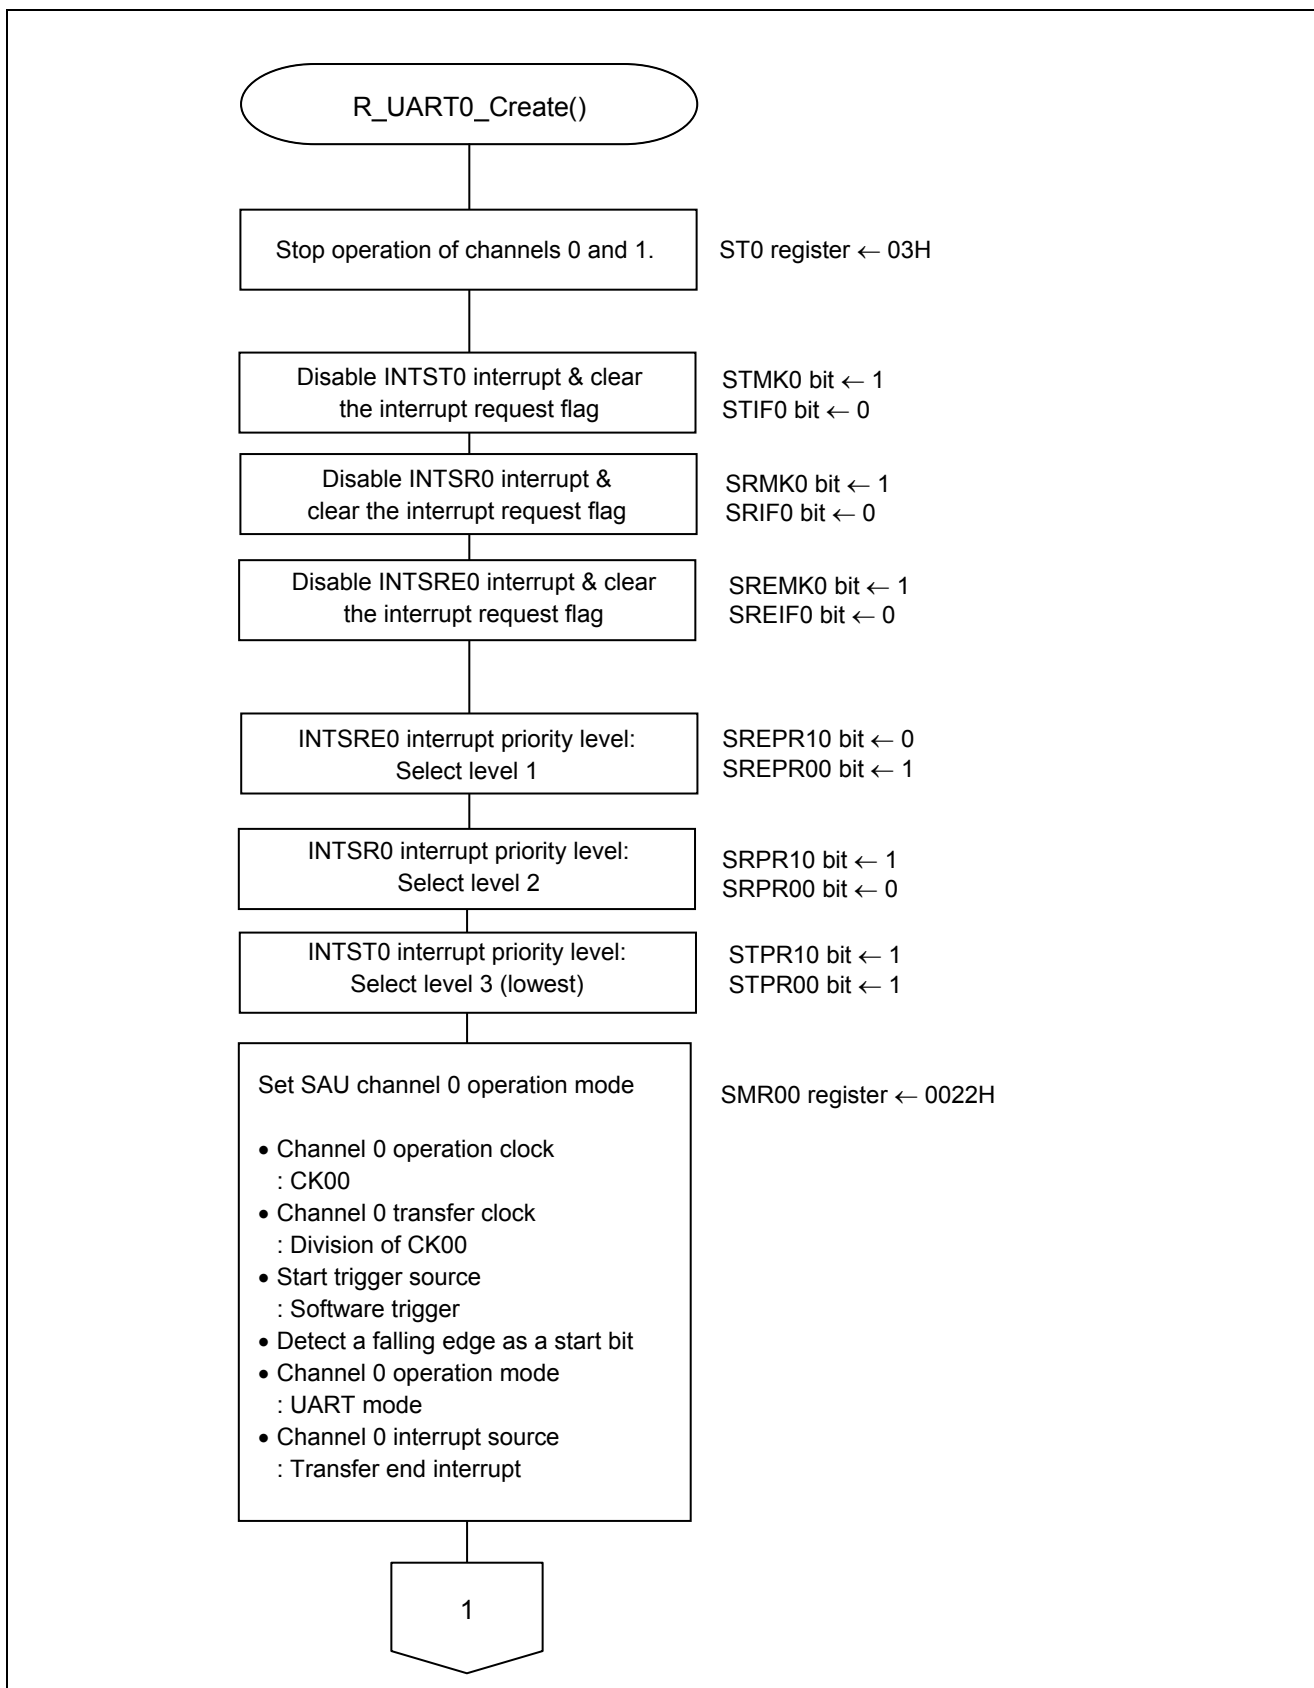 R_UART0_Create()
Stop operation of channels 0 and 1.
ST0 register ← 03H
Disable INTST0 interrupt & clear
the interrupt request flag
STMK0 bit ← 1
STIF0 bit ← 0
Disable INTSR0 interrupt &
clear the interrupt request flag
SRMK0 bit ← 1
SRIF0 bit ← 0
Disable INTSRE0 interrupt & clear
the interrupt request flag
SREMK0 bit ← 1
SREIF0 bit ← 0
INTSRE0 interrupt priority level:
Select level 1
SREPR10 bit ← 0
SREPR00 bit ← 1
INTSR0 interrupt priority level:
Select level 2
SRPR10 bit ← 1
SRPR00 bit ← 0
INTST0 interrupt priority level:
Select level 3 (lowest)
STPR10 bit ← 1
STPR00 bit ← 1
Set SAU channel 0 operation mode
SMR00 register ← 0022H
• Channel 0 operation clock
: CK00
• Channel 0 transfer clock
: Division of CK00
• Start trigger source
: Software trigger
• Detect a falling edge as a start bit
• Channel 0 operation mode
: UART mode
• Channel 0 interrupt source
: Transfer end interrupt
1